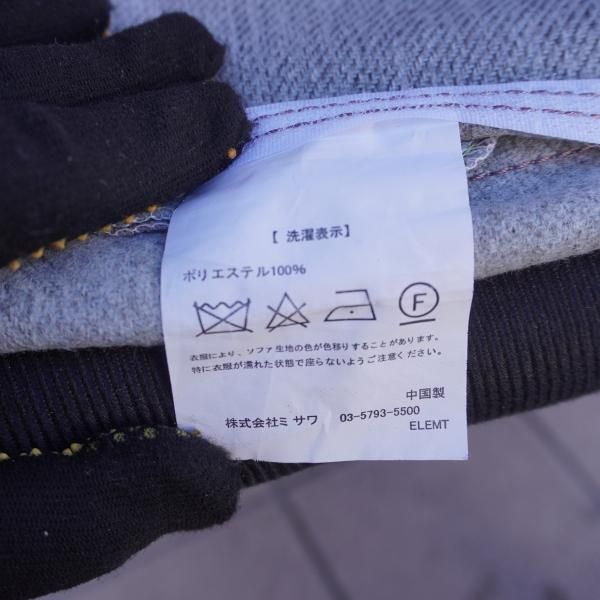 【 洗濯表示】
ポリエステル100%
F
衣服により、ソファ生地の色が色移りすることがあります。
特に衣服が濡れた状態で座らないようご注意ください。
中国製
株式会社ミサワ 03-5793-5500
ELEMT